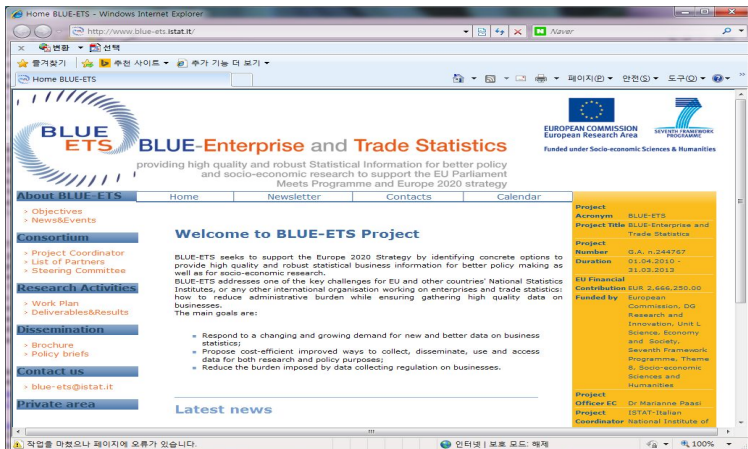 Home BLUE-ETS - Windows Internet Explorer
http://www.blue-ets.istat.it/
Naver
변환 선택
즐겨찾기 추천 사이트 추가 기능 더 보기
Home BLUE-ETS
페이지(P) 안전(S) 도구(O)
BLUE
ETS
BLUE-Enterprise and Trade Statistics
providing high quality and robust Statistical Information for better policy
and socio-economic research to support the EU Parliament
Meets Programme and Europe 2020 strategy
EUROPEAN COMMISSION
European Research Area
SEVENTH FRAMEWORK
PROGRAMME
Funded under Socio-economic Sciences & Humanities
Home Newsletter Contacts Calendar
About BLUE-ETS
> Objectives
> News&Events
Consortium
> Project Coordinator
> List of Partners
> Steering Committee
Research Activities
> Work Plan
> Deliverables&Results
Dissemination
> Brochure
> Policy briefs
Contact us
> blue-ets@istat.it
Private area
Welcome to BLUE-ETS Project
BLUE-ETS seeks to support the Europe 2020 Strategy by identifying concrete options to
provide high quality and robust statistical business information for better policy making as
well as for socio-economic research.
BLUE-ETS addresses one of the key challenges for EU and other countries' National Statistics
Institutes, or any other international organisation working on enterprises and trade statistics:
how to reduce administrative burden while ensuring gathering high quality data on
businesses.
The main goals are:
Respond to a changing and growing demand for new and better data on business
statistics;
Propose cost-efficient improved ways to collect, disseminate, use and access
data for both research and policy purposes;
Reduce the burden imposed by data collecting regulation on business.
Latest news
Project
Acronym BLUE-ETS
Project Title BLUE-Enterprise and
Trade Statistics
Project
Number G.A. n.244767
Duration 01.04.2010 -
31.03.2013
EU Financial
Contribution EUR 2,666,250.00
Funded by European
Commission, DG
Research and
Innovation, Unit L
Science, Economy
and Society,
Seventh Framework
Programme, Theme
8, Socio-economic
Sciences and
Humanities
Project
Officer EC Dr Marianne Paasi
Project ISTAT-Italian
Coordinator National Institute of
작업을 마쳤으나 페이지에 오류가 있습니다.
인터넷 | 보호 모드: 해제
100%